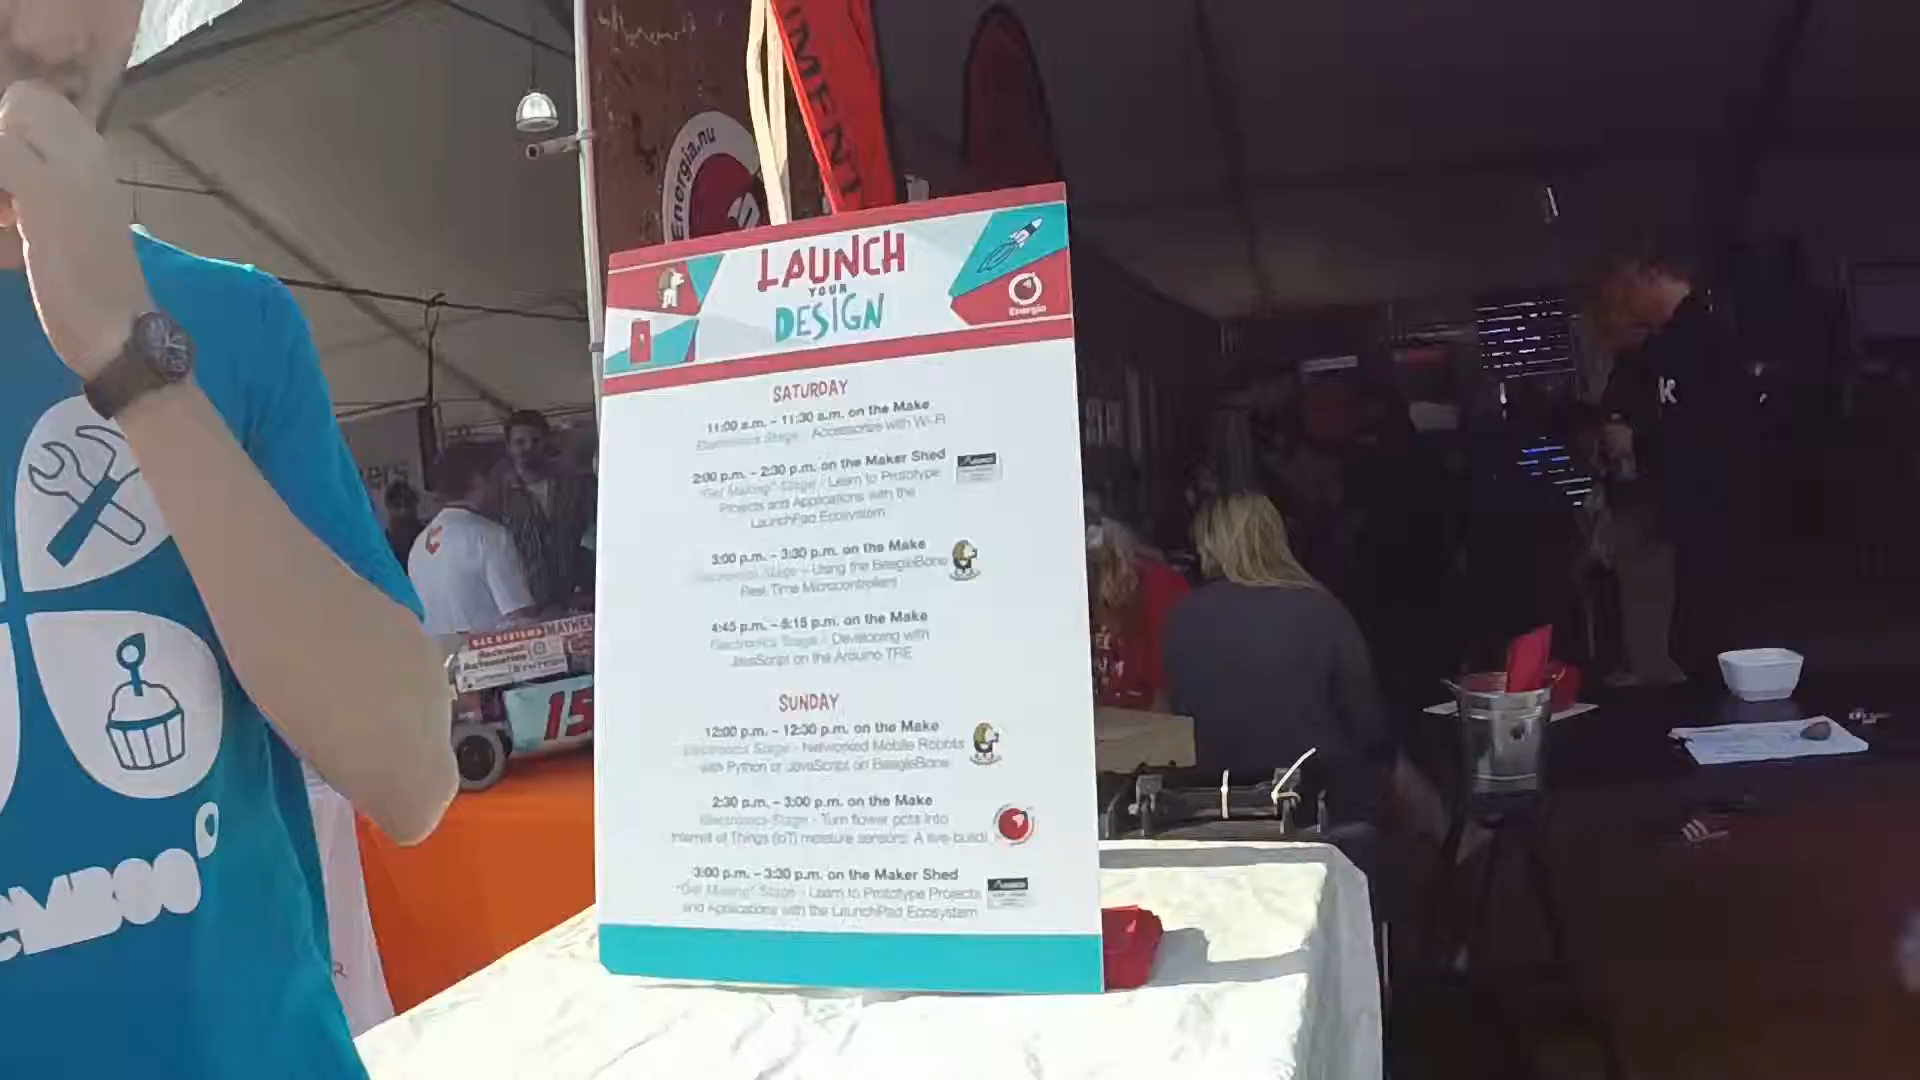 Energia.nu
UMENT
LAUNCH
YOUR
DESIGN
Energia
SATURDAY
11:00 a.m. – 11:30 a.m. on the Make
Electronics Stage - Accessorize with Wi-Fi
2:00 p.m. – 2:30 p.m. on the Maker Shed
"Get Making" Stage - Learn to Prototype
Projects and Applications with the
LaunchPad Ecosystem
3:00 p.m. – 3:30 p.m. on the Make
Electronics Stage – Using the BeagleBone
Real-Time Microcontrollers
4:45 p.m. – 5:15 p.m. on the Make
Electronics Stage - Developing with
JavaScript on the Arduino TRE
SUNDAY
12:00 p.m. – 12:30 p.m. on the Make
Electronics Stage - Networked Mobile Robots
with Python or JavaScript on BeagleBone
2:30 p.m. – 3:00 p.m. on the Make
Electronics Stage - Turn flower pots into
Internet of Things (IoT) moisture sensors: A live-build!
3:00 p.m. – 3:30 p.m. on the Maker Shed
"Get Making" Stage - Learn to Prototype Projects
and Applications with the LaunchPad Ecosystem
MAYHEM
Rockwell
Automation
15
K